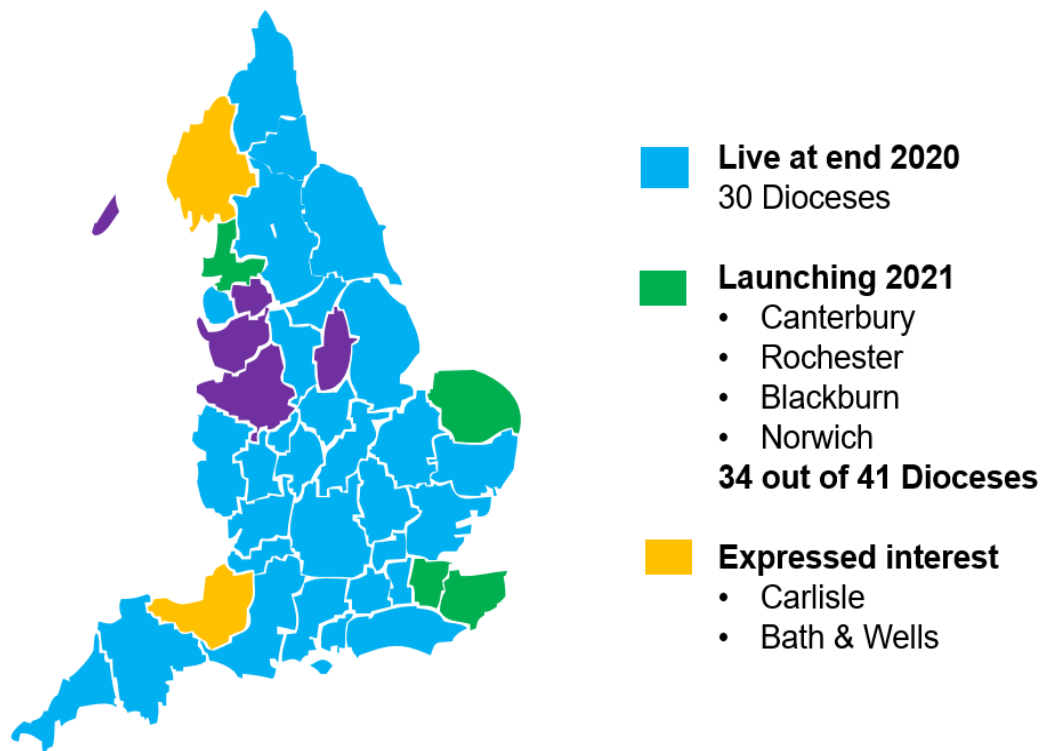 Live at end 2020
30 Dioceses
Launching 2021
• Canterbury
• Rochester
• Blackburn
• Norwich
34 out of 41 Dioceses
Expressed interest
• Carlisle
• Bath & Wells